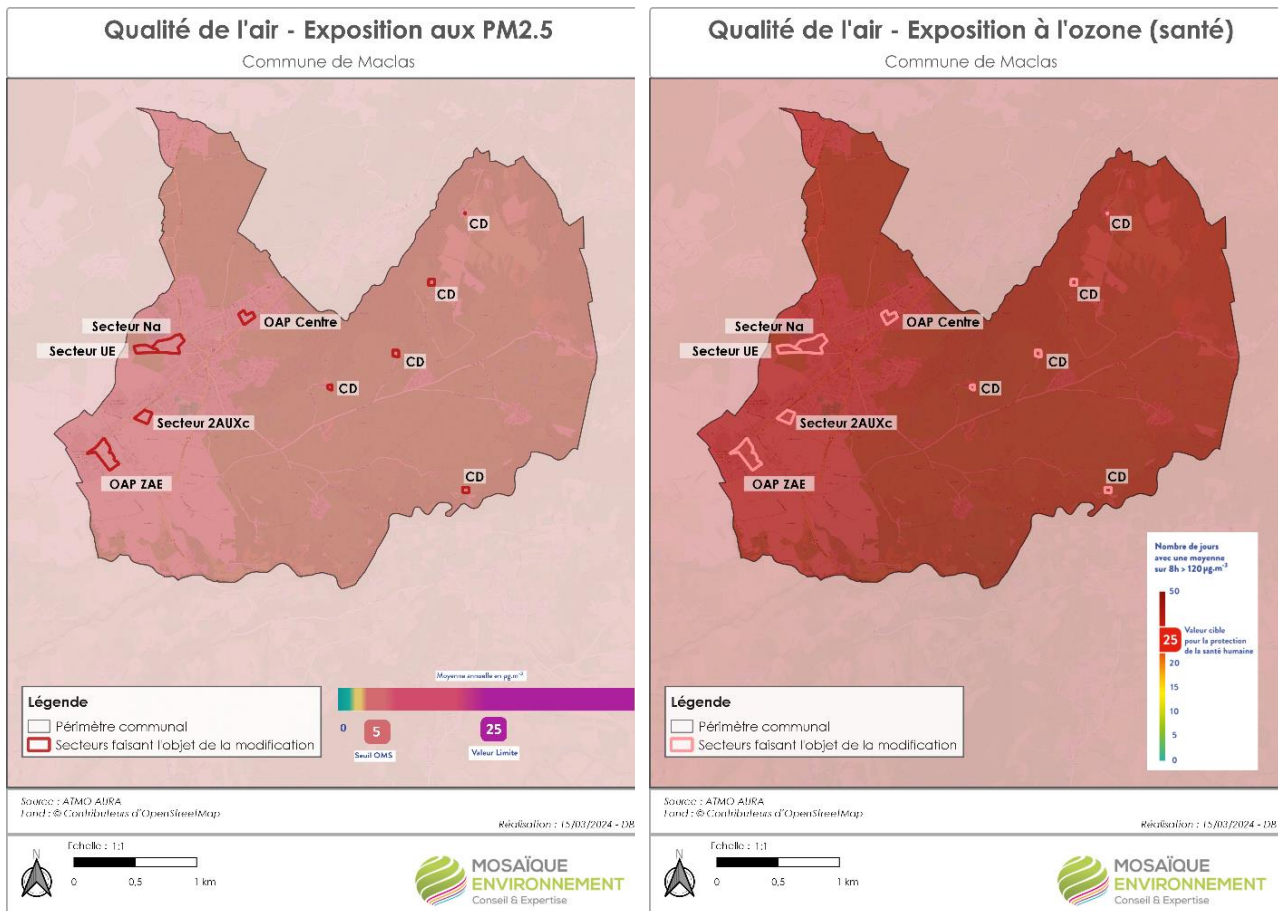 Qualité de l'air - Exposition aux PM2.5
Commune de Maclas
CD
CD
OAP Centre
Secteur Na
Secteur UE
CD
CD
Secteur 2AUXc
OAP ZAE
CD
Moyenne annuelle en µg.m⁻³
0
5
25
Seuil OMS
Valeur Limite
Légende
Périmètre communal
Secteurs faisant l'objet de la modification
Source : ATMO AURA
Fond : © Contributeurs d'OpenStreetMap
Réalisation : 15/03/2024 - DB
N
Echelle : 1:1
0 0,5 1 km
MOSAÏQUE
ENVIRONNEMENT
Conseil & Expertise
Qualité de l'air - Exposition à l'ozone (santé)
Commune de Maclas
CD
CD
OAP Centre
Secteur Na
Secteur UE
CD
CD
Secteur 2AUXc
OAP ZAE
CD
Nombre de jours
avec une moyenne
sur 8h > 120 µg.m⁻³
50
25
Valeur cible
pour la protection
de la santé humaine
20
15
10
5
0
Légende
Périmètre communal
Secteurs faisant l'objet de la modification
Source : ATMO AURA
Fond : © Contributeurs d'OpenStreetMap
Réalisation : 15/03/2024 - DB
N
Echelle : 1:1
0 0,5 1 km
MOSAÏQUE
ENVIRONNEMENT
Conseil & Expertise